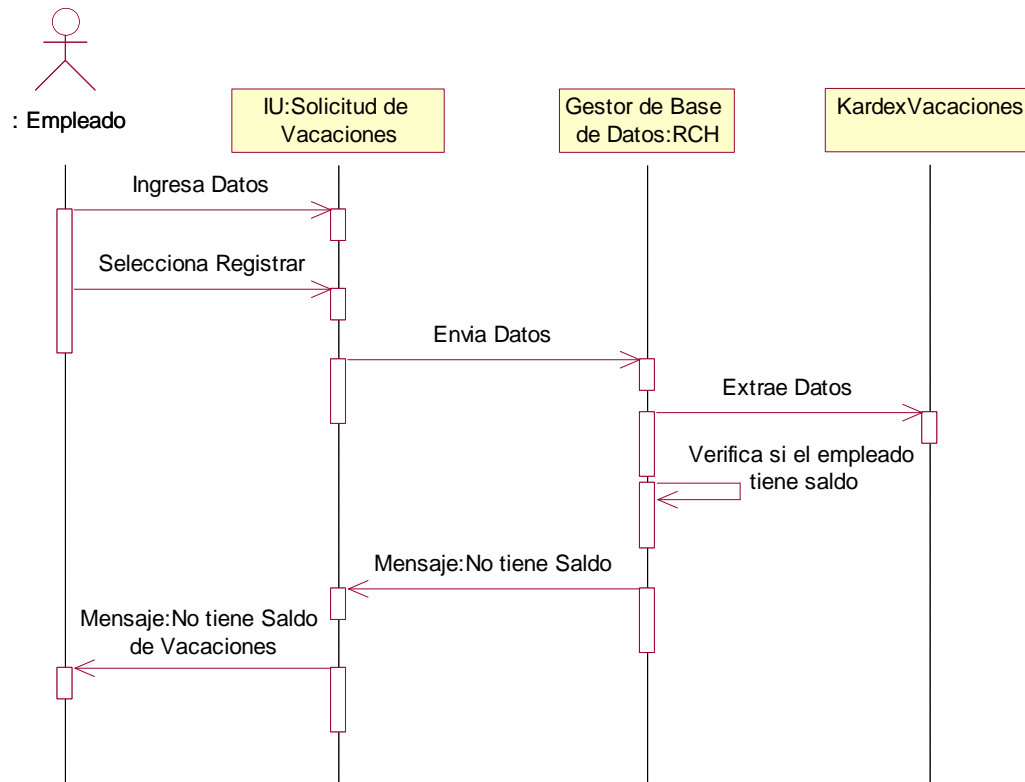 : Empleado
IU:Solicitud de
Vacaciones
Gestor de Base
de Datos:RCH
KardexVacaciones
Ingresa Datos
Selecciona Registrar
Envia Datos
Extrae Datos
Verifica si el empleado
tiene saldo
Mensaje:No tiene Saldo
Mensaje:No tiene Saldo
de Vacaciones